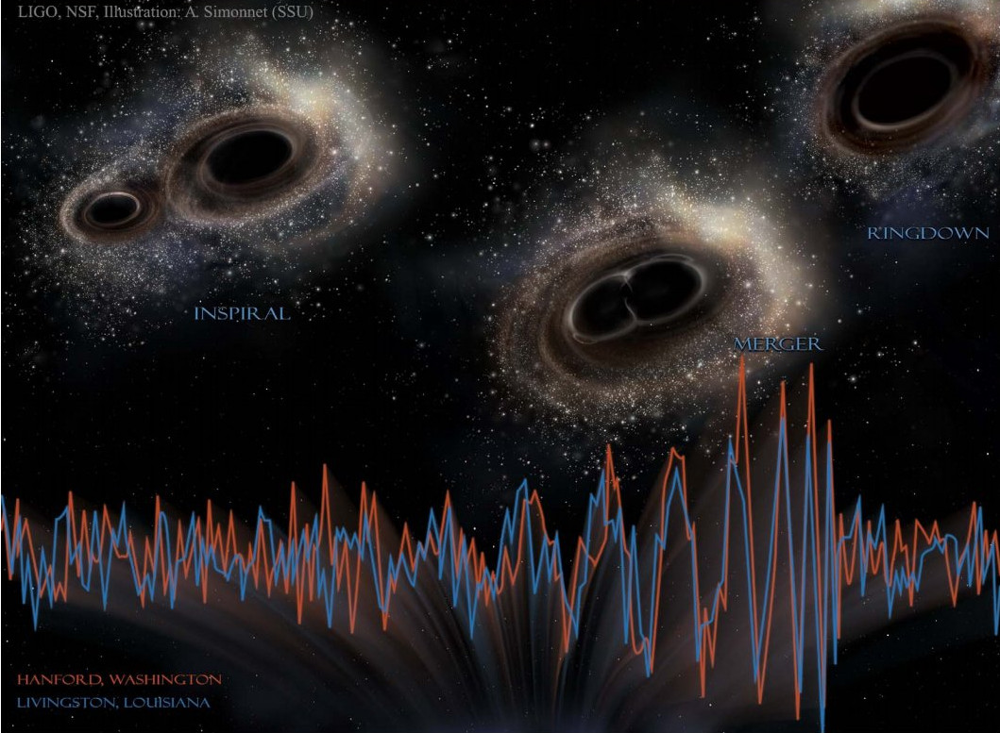 LIGO, NSF, Illustration: A. Simonnet (SSU)
RINGDOWN
INSPIRAL
MERGER
HANFORD, WASHINGTON
LIVINGSTON, LOUISIANA